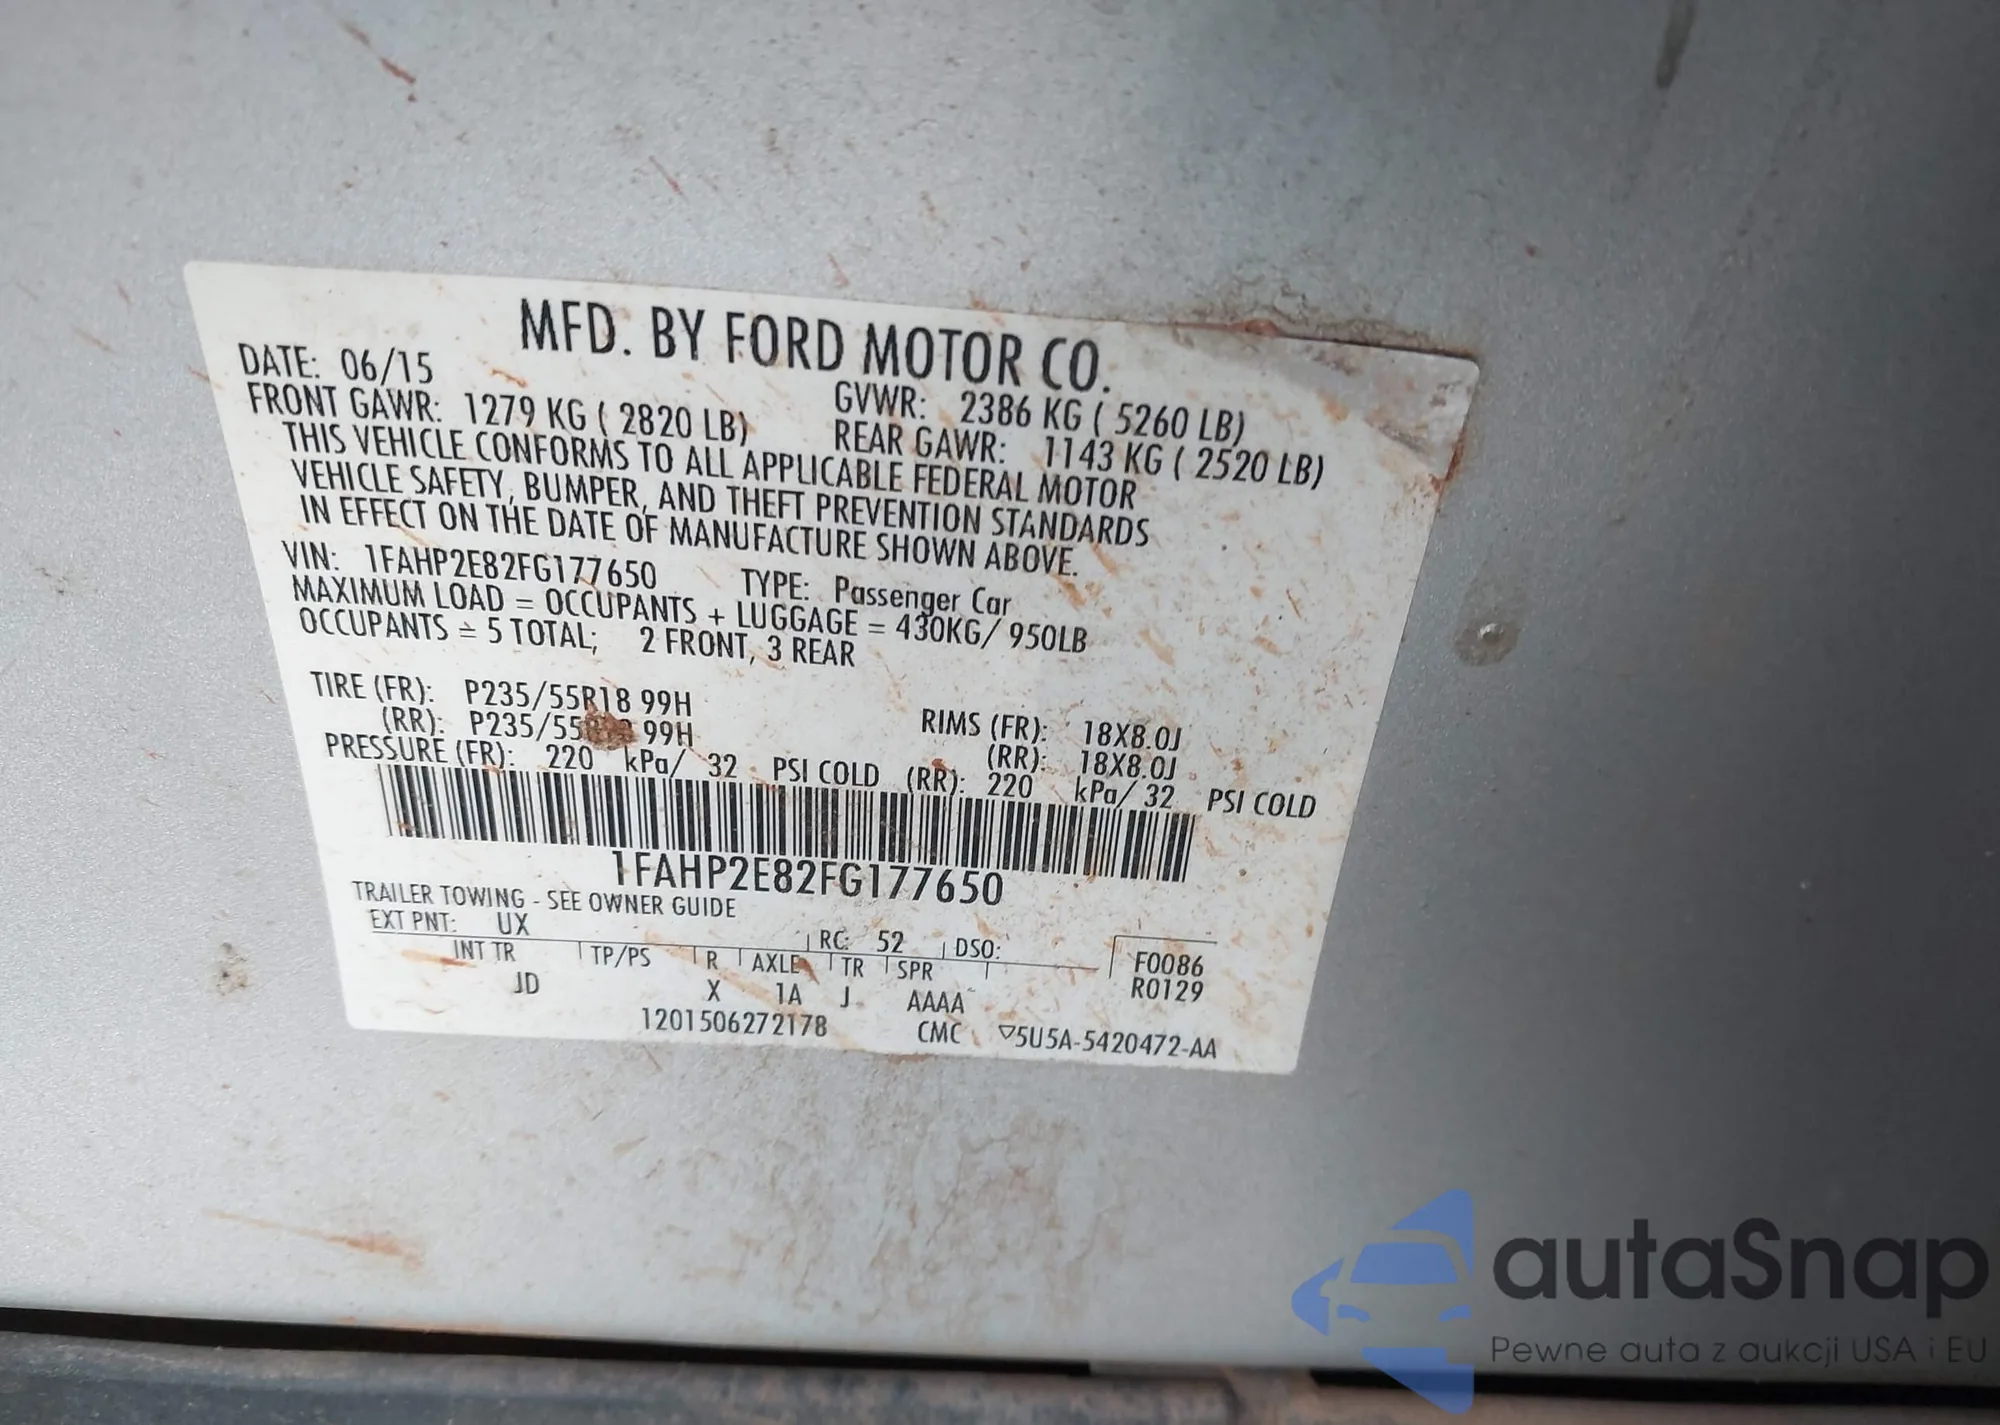 MFD. BY FORD MOTOR CO.
DATE: 06/15 GVWR: 2386 KG ( 5260 LB)
FRONT GAWR: 1279 KG ( 2820 LB) REAR GAWR: 1143 KG ( 2520 LB)
THIS VEHICLE CONFORMS TO ALL APPLICABLE FEDERAL MOTOR
VEHICLE SAFETY, BUMPER, AND THEFT PREVENTION STANDARDS
IN EFFECT ON THE DATE OF MANUFACTURE SHOWN ABOVE.
VIN: 1FAHP2E82FG177650 TYPE: Passenger Car
MAXIMUM LOAD = OCCUPANTS + LUGGAGE = 430KG/ 950LB
OCCUPANTS = 5 TOTAL; 2 FRONT, 3 REAR
TIRE (FR): P235/55R18 99H RIMS (FR): 18X8.0J
(RR): 99H (RR): 18X8.0J
PRESSURE (FR): 220 kPa/ 32 PSI COLD (RR): 220 kPa/ 32 PSI COLD
1FAHP2E82FG177650
TRAILER TOWING - SEE OWNER GUIDE
EXT PNT: UX RC: 52 DSO:
INT TR TP/PS R AXLE TR SPR F0086
JD X 1A J AAAA R0129
1201506272178 CMC ▽5U5A-5420472-AA
autaSnap
Pewne auta z aukcji USA i EU